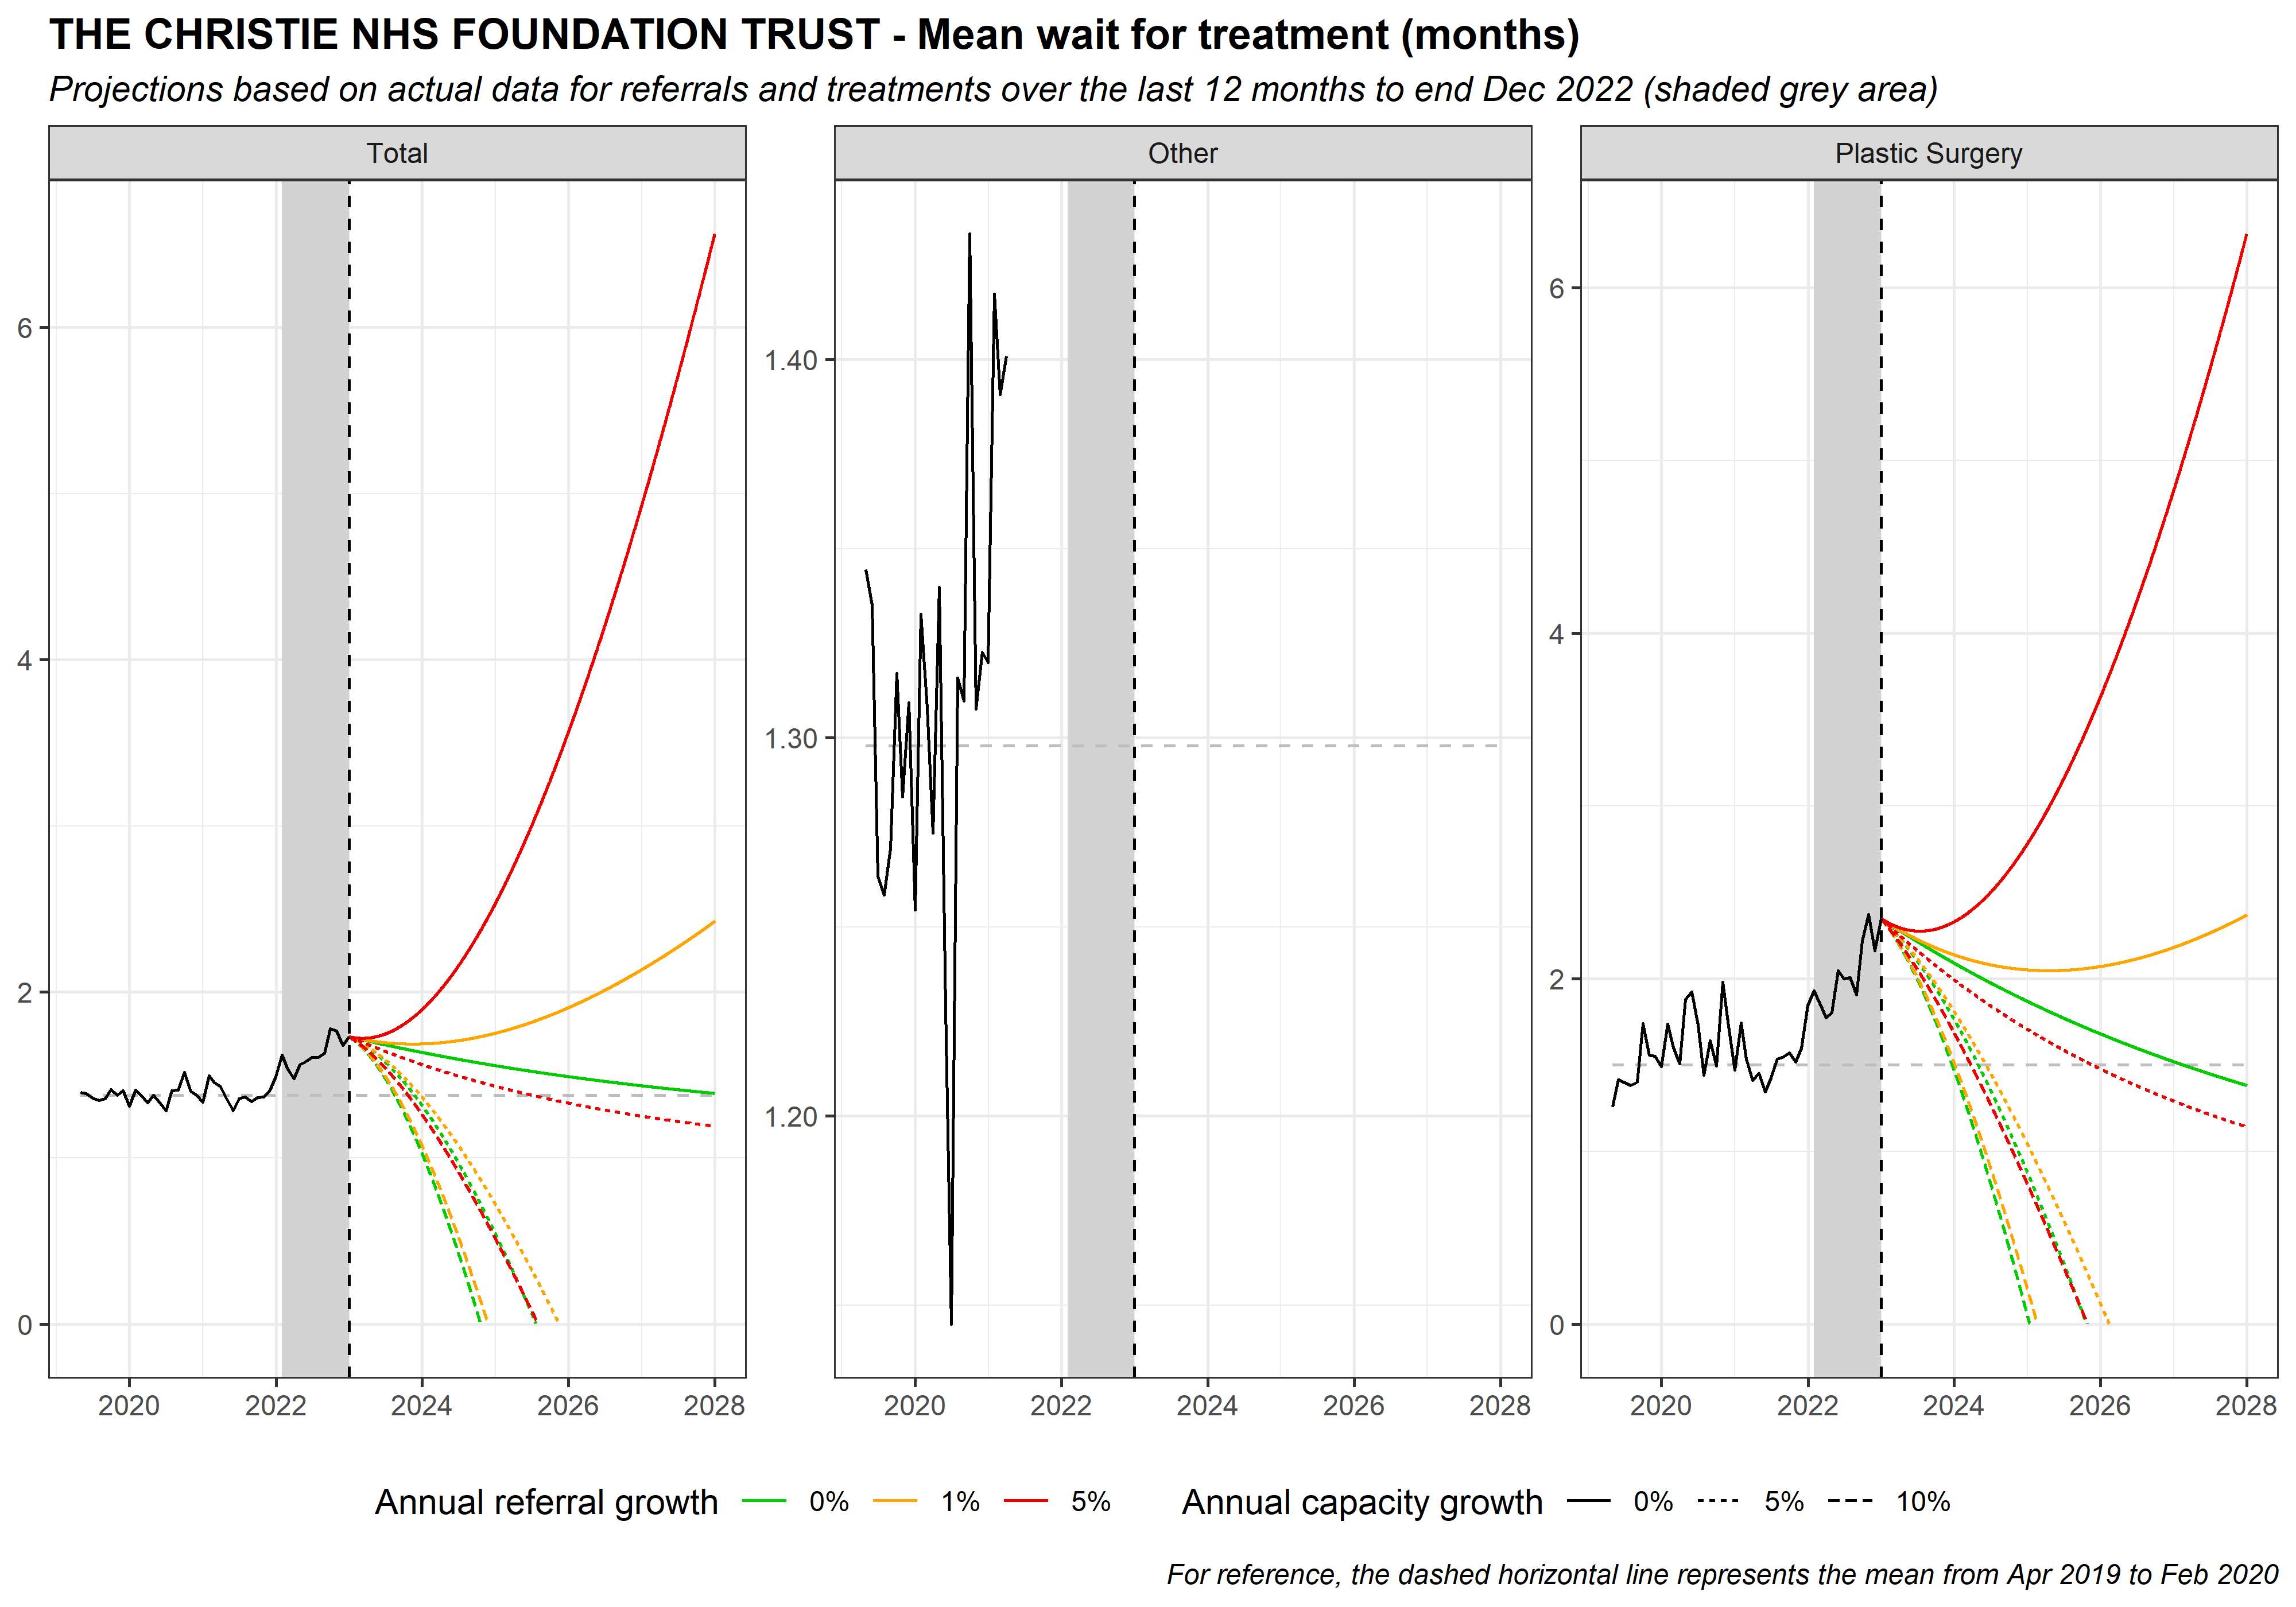 THE CHRISTIE NHS FOUNDATION TRUST - Mean wait for treatment (months)
Projections based on actual data for referrals and treatments over the last 12 months to end Dec 2022 (shaded grey area)
Total
Other
Plastic Surgery
6
4
2
0
1.40
1.30
1.20
6
4
2
0
2020 2022 2024 2026 2028
2020 2022 2024 2026 2028
2020 2022 2024 2026 2028
Annual referral growth 0% 1% 5%
Annual capacity growth 0% 5% 10%
For reference, the dashed horizontal line represents the mean from Apr 2019 to Feb 2020